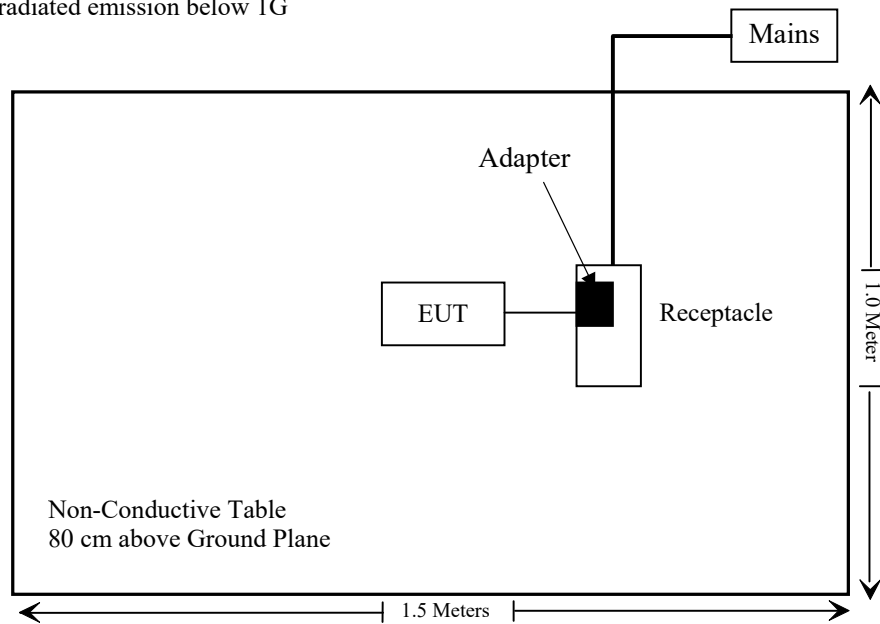 radiated emission below 1G
Mains
Adapter
EUT
Receptacle
1.0 Meter
Non-Conductive Table
80 cm above Ground Plane
1.5 Meters